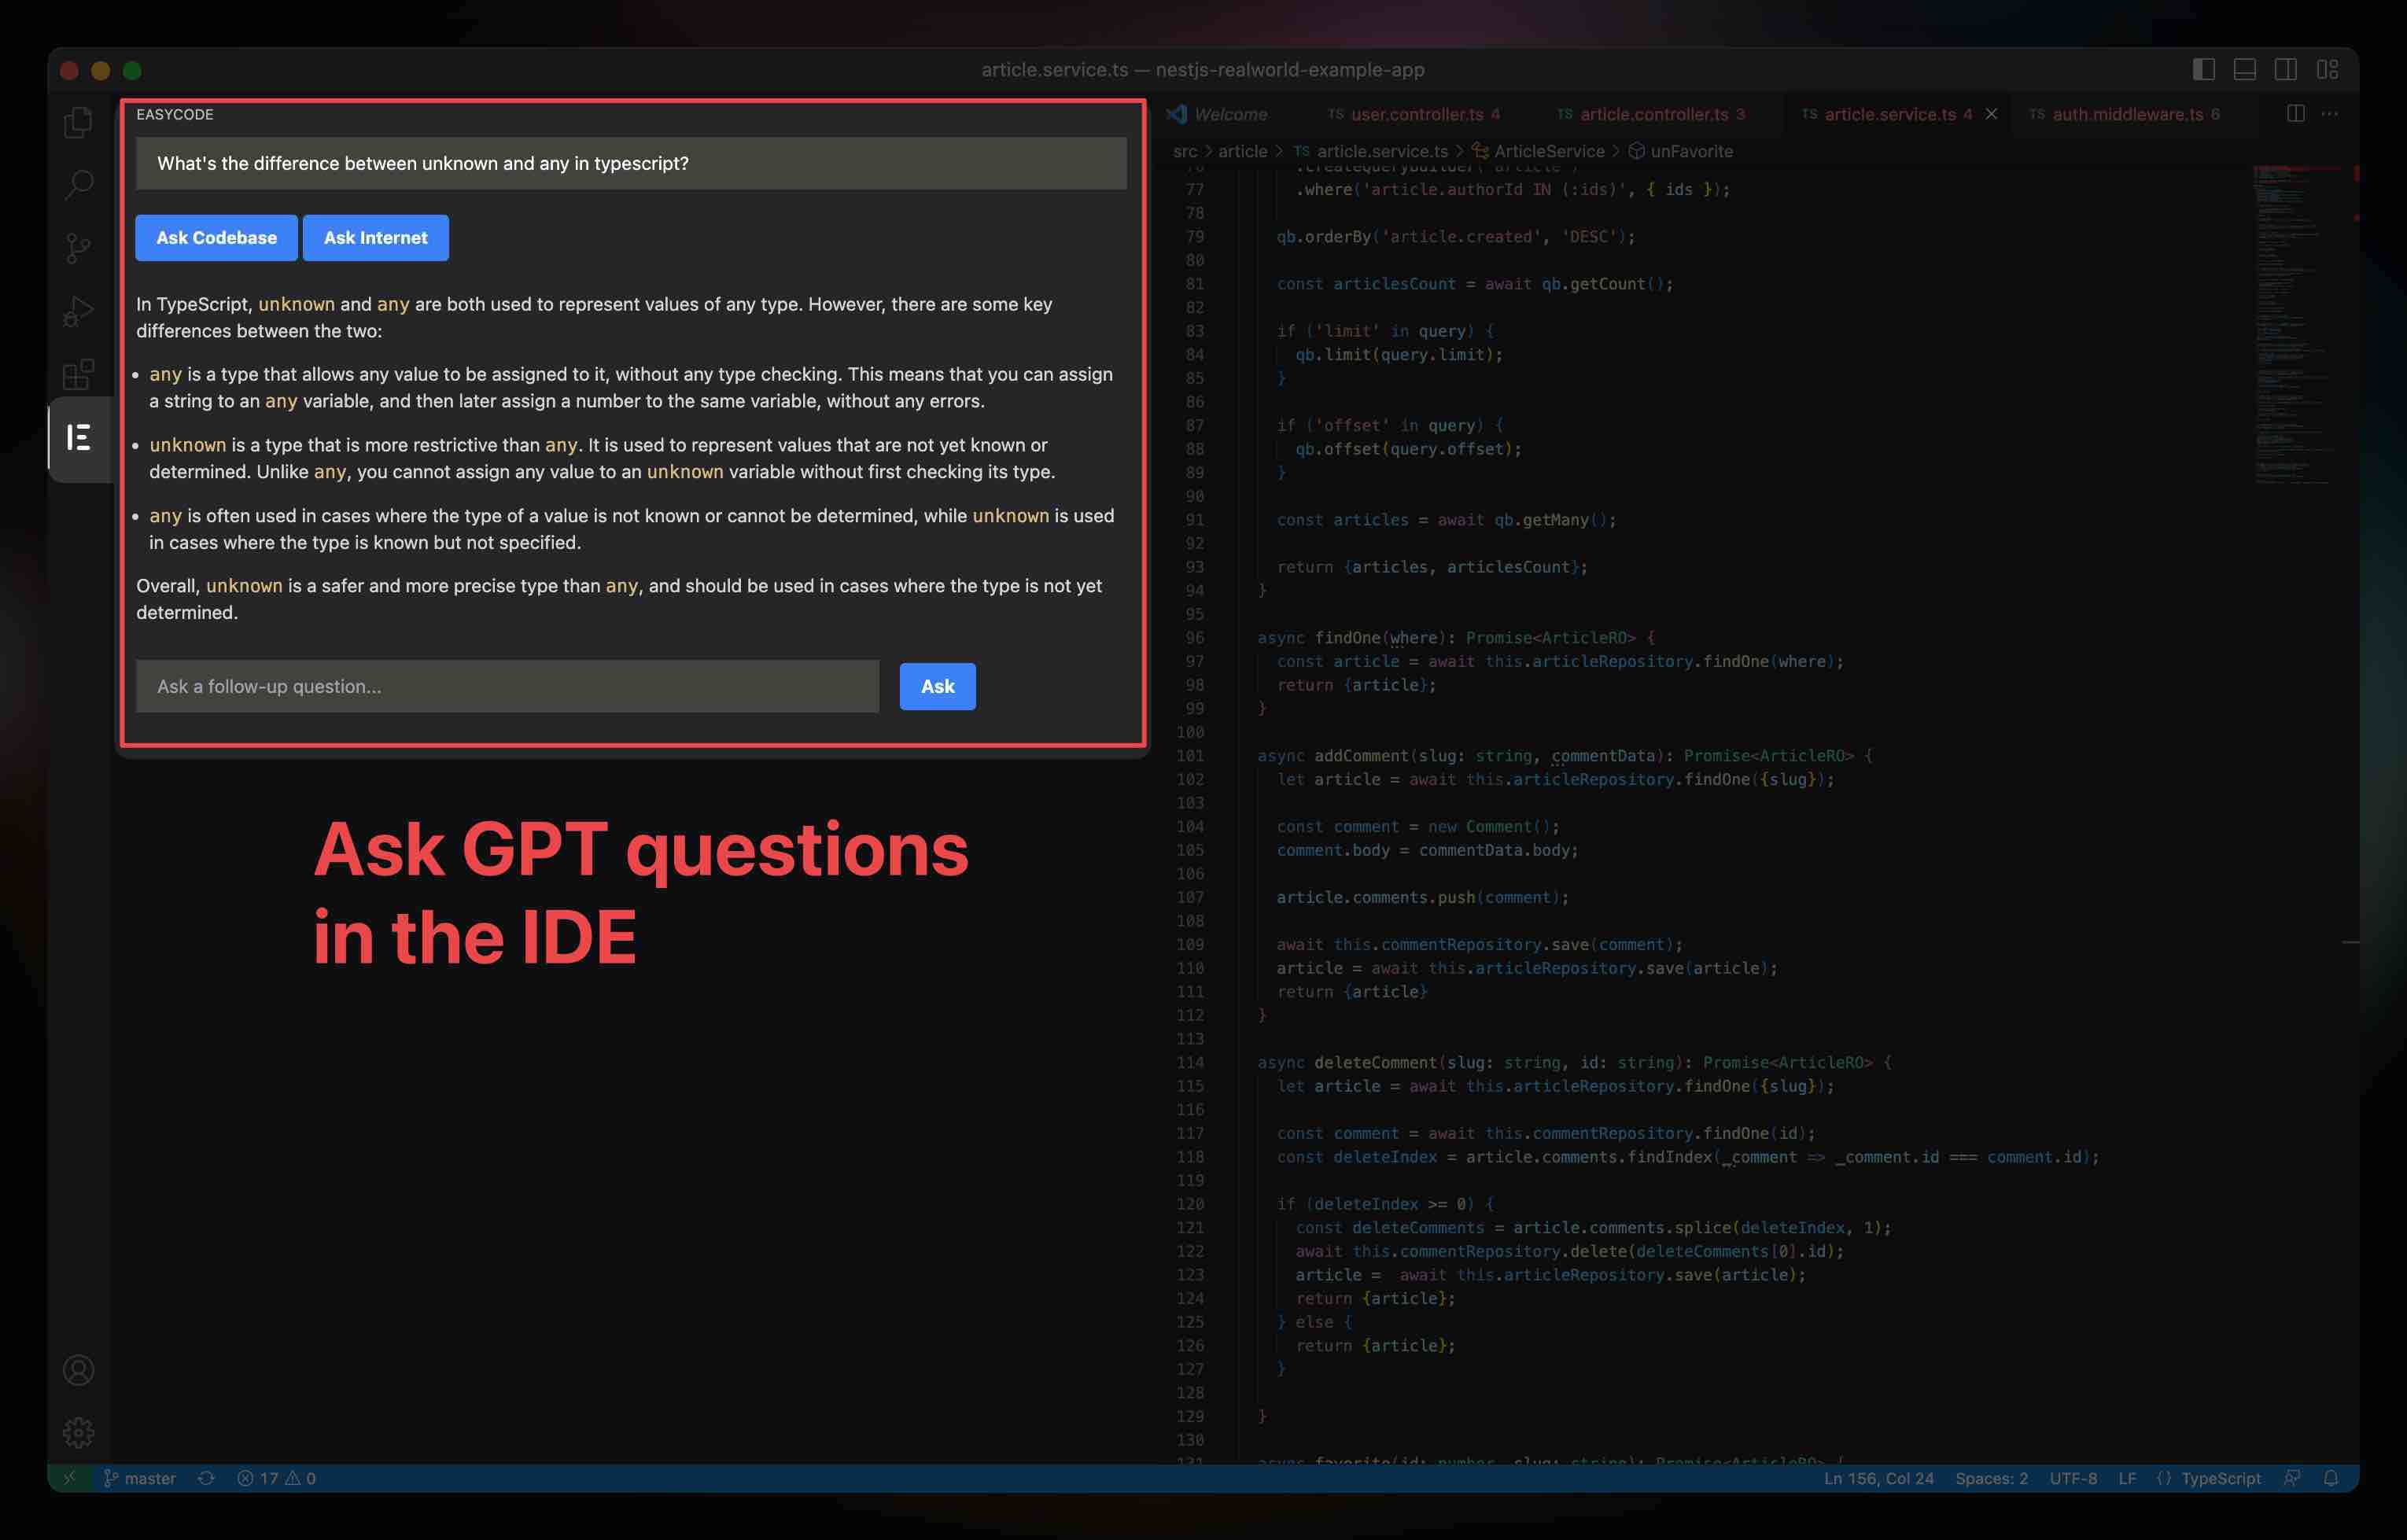 article.service.ts — nestjs-realworld-example-app
EASYCODE
What's the difference between unknown and any in typescript?
Ask Codebase Ask Internet
In TypeScript, unknown and any are both used to represent values of any type. However, there are some key
differences between the two:
• any is a type that allows any value to be assigned to it, without any type checking. This means that you can assign
a string to an any variable, and then later assign a number to the same variable, without any errors.
• unknown is a type that is more restrictive than any. It is used to represent values that are not yet known or
determined. Unlike any, you cannot assign any value to an unknown variable without first checking its type.
• any is often used in cases where the type of a value is not known or cannot be determined, while unknown is used
in cases where the type is known but not specified.
Overall, unknown is a safer and more precise type than any, and should be used in cases where the type is not yet
determined.
Ask a follow-up question...
Ask
Ask GPT questions
in the IDE
Welcome TS user.controller.ts 4 TS article.controller.ts 3 TS article.service.ts 4 TS auth.middleware.ts 6
src > article > TS article.service.ts > ArticleService > unFavorite
77 .where('article.authorId IN (:ids)', { ids });
78
79 qb.orderBy('article.created', 'DESC');
80
81 const articlesCount = await qb.getCount();
82
83 if ('limit' in query) {
84 qb.limit(query.limit);
85 }
86
87 if ('offset' in query) {
88 qb.offset(query.offset);
89 }
90
91 const articles = await qb.getMany();
92
93 return {articles, articlesCount};
94 }
95
96 async findOne(where): Promise<ArticleRO> {
97 const article = await this.articleRepository.findOne(where);
98 return {article};
99 }
100
101 async addComment(slug: string, commentData): Promise<ArticleRO> {
102 let article = await this.articleRepository.findOne({slug});
103
104 const comment = new Comment();
105 comment.body = commentData.body;
106
107 article.comments.push(comment);
108
109 await this.commentRepository.save(comment);
110 article = await this.articleRepository.save(article);
111 return {article}
112 }
113
114 async deleteComment(slug: string, id: string): Promise<ArticleRO> {
115 let article = await this.articleRepository.findOne({slug});
116
117 const comment = await this.commentRepository.findOne(id);
118 const deleteIndex = article.comments.findIndex(_comment => _comment.id === comment.id);
119
120 if (deleteIndex >= 0) {
121 const deleteComments = article.comments.splice(deleteIndex, 1);
122 await this.commentRepository.delete(deleteComments[0].id);
123 article =  await this.articleRepository.save(article);
124 return {article};
125 } else {
126 return {article};
127 }
128
129 }
130
master 17 0
Ln 156, Col 24 Spaces: 2 UTF-8 LF {} TypeScript